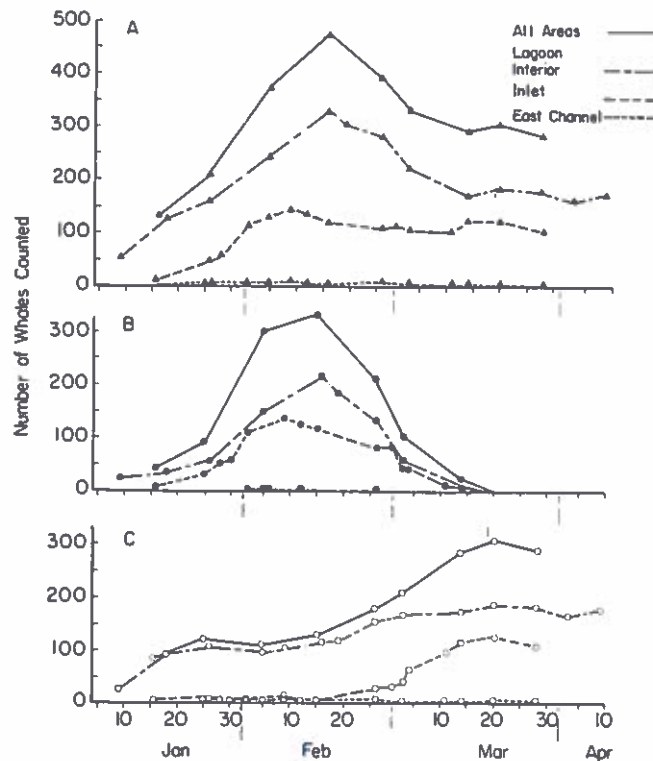 Number of Whales Counted
A
500
400
300
200
100
0
All Areas
Lagoon
Interior
Inlet
East Channel
B
300
200
100
0
C
300
200
100
0
10 20 30 10 20 10 20 30 10
Jan Feb Mar Apr